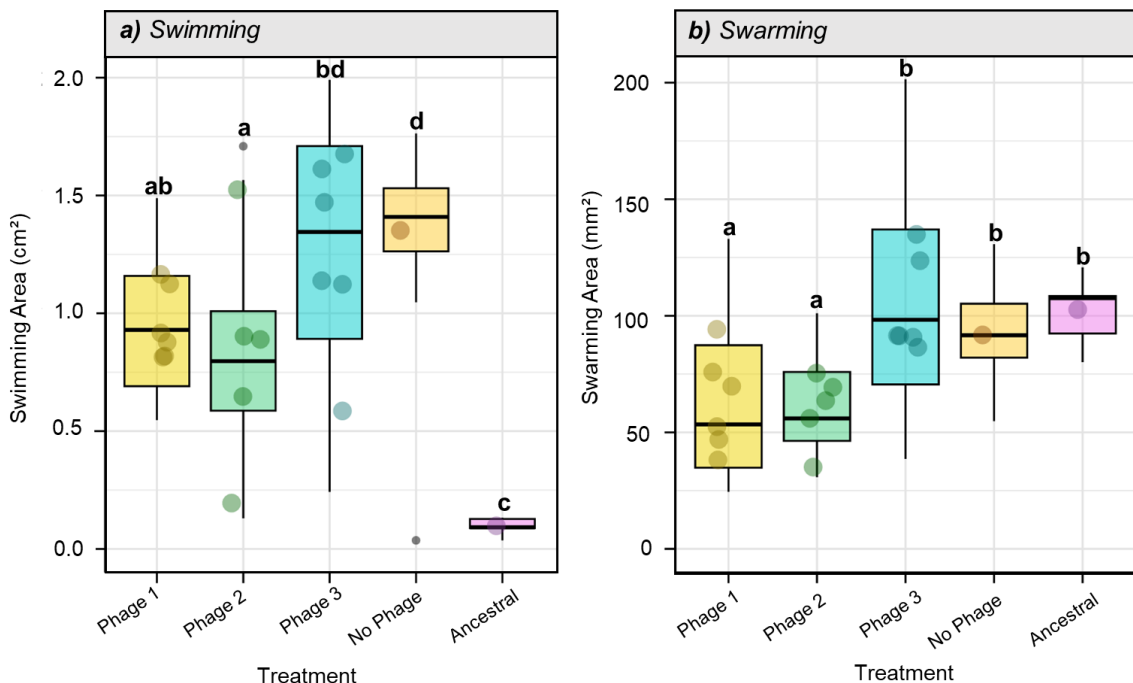 a) Swimming
2.0
1.5
1.0
0.5
0.0
Swimming Area (cm²)
ab
a
bd
d
c
Phage 1
Phage 2
Phage 3
No Phage
Ancestral
Treatment
b) Swarming
200
150
100
50
0
Swarming Area (mm²)
a
a
b
b
b
Phage 1
Phage 2
Phage 3
No Phage
Ancestral
Treatment